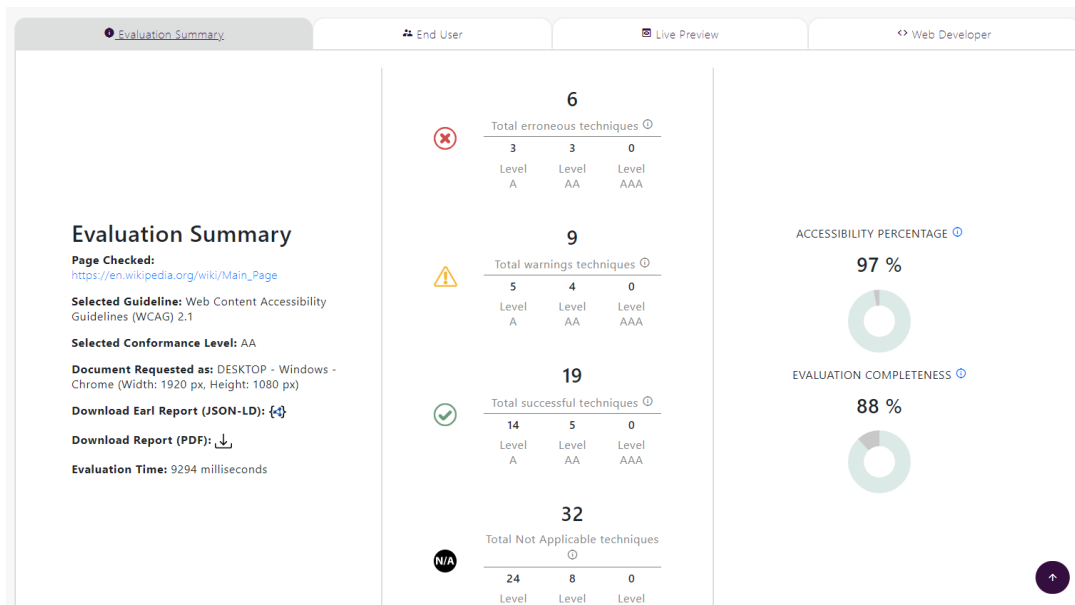 Evaluation Summary
End User
Live Preview
Web Developer
Evaluation Summary
Page Checked:
https://en.wikipedia.org/wiki/Main_Page
Selected Guideline: Web Content Accessibility
Guidelines (WCAG) 2.1
Selected Conformance Level: AA
Document Requested as: DESKTOP - Windows -
Chrome (Width: 1920 px, Height: 1080 px)
Download Earl Report (JSON-LD):
Download Report (PDF):
Evaluation Time: 9294 milliseconds
6
Total erroneous techniques
3 3 0
Level Level Level
A AA AAA
9
Total warnings techniques
5 4 0
Level Level Level
A AA AAA
19
Total successful techniques
14 5 0
Level Level Level
A AA AAA
32
Total Not Applicable techniques
N/A
24 8 0
Level Level Level
ACCESSIBILITY PERCENTAGE
97 %
EVALUATION COMPLETENESS
88 %